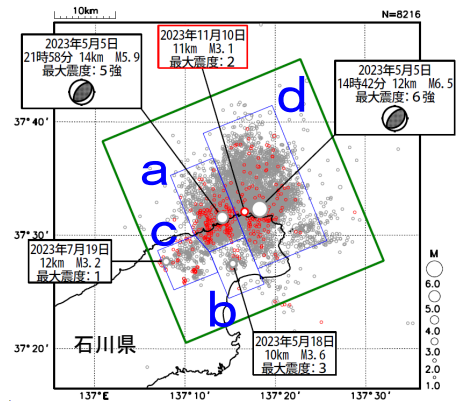 10km
N=8216
2023年5月5日
21時58分 14km M5.9
最大震度：5強
2023年11月10日
11km M3.1
最大震度：2
2023年5月5日
14時42分 12km M6.5
最大震度：6強
37°40'
37°30'
37°20'
a
d
c
b
2023年7月19日
12km M3.2
最大震度：1
2023年5月18日
10km M3.6
最大震度：3
石川県
M
6.0
5.0
4.0
3.0
2.0
1.0
137°E
137°10'
137°20'
137°30'